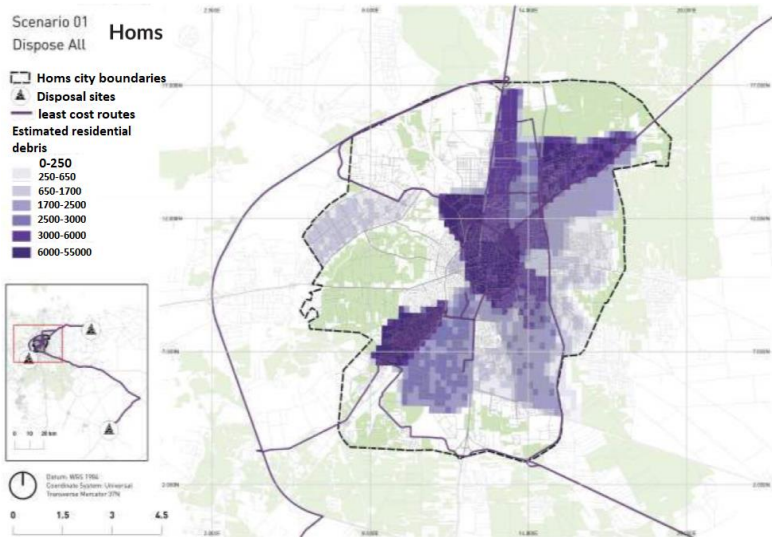 Scenario 01
Dispose All
Homs
Homs city boundaries
Disposal sites
least cost routes
Estimated residential
debris
0-250
250-650
650-1700
1700-2500
2500-3000
3000-6000
6000-55000
0 10 20 km
Datum: WGS 1984
Coordinate System: Universal
Transverse Mercator 37N
0 1.5 3 4.5